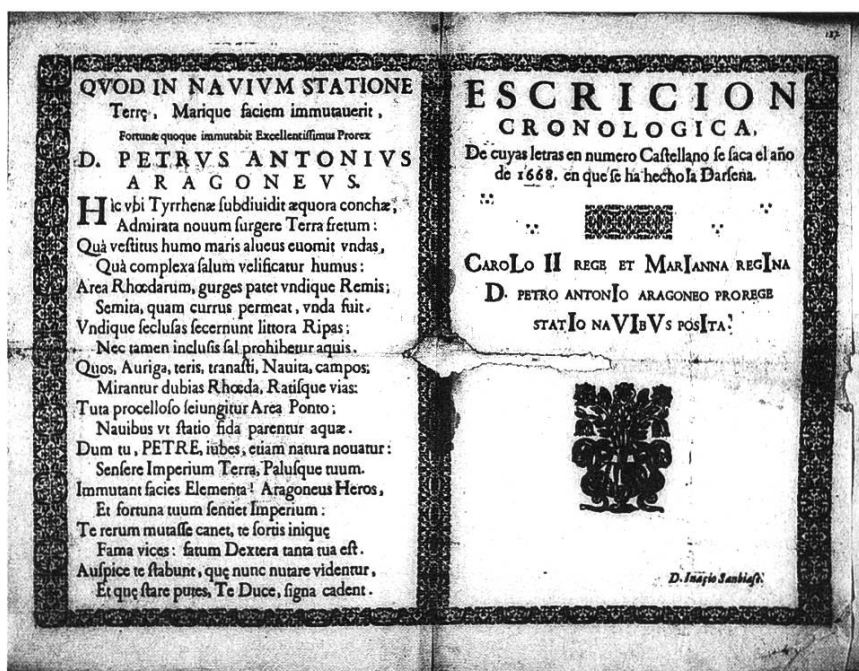 QVOD IN NAVIVM STATIONE
Terrę, Marique faciem immutauerit,
Fortunæ quoque immutabit Excellentiſſimus Prorex
D. PETRVS ANTONIVS
ARAGONEVS.
Hic vbi Tyrrhenæ ſubdiuidit æquora conchæ,
Admirata nouum ſurgere Terra fretum:
Quà veſtitus humo maris alueus euomit vndas,
Quà complexa ſalum velificatur humus:
Area Rhœdarum, gurges patet vndique Remis;
Semita, quam currus permeat, vnda fuit.
Vndique ſecluſas ſecernunt littora Ripas;
Nec tamen incluſis ſal prohibetur aquis.
Quos, Auriga, teris, tranaſti, Nauita, campos;
Mirantur dubias Rhœda, Ratiſque vias:
Tuta procelloſo ſeiungitur Area Ponto;
Nauibus vt ſtatio fida parentur aquæ.
Dum tu, PETRE, iubes, etiam natura nouatur:
Senſere Imperium Terra, Paluſque tuum.
Immutant facies Elementa! Aragoneus Heros,
Et fortuna tuum ſentiet Imperium:
Te rerum mutaſſe canet, te ſortis iniquę
Fama vices: fatum Dextera tanta tua eſt.
Auſpice te ſtabunt, quę nunc nutare videntur,
Et quę ſtare putes, Te Duce, ſigna cadent.
ESCRICION
CRONOLOGICA,
De cuyas letras en numero Caſtellano ſe ſaca el año
de 1668. en que ſe ha hecho la Darſena.
CAROLO II REGE ET MARIANNA REGINA
D. PETRO ANTONIO ARAGONEO PROREGE
STATIO NAVIBVS POSITA.
D. Inaçio Sanbiaſo.